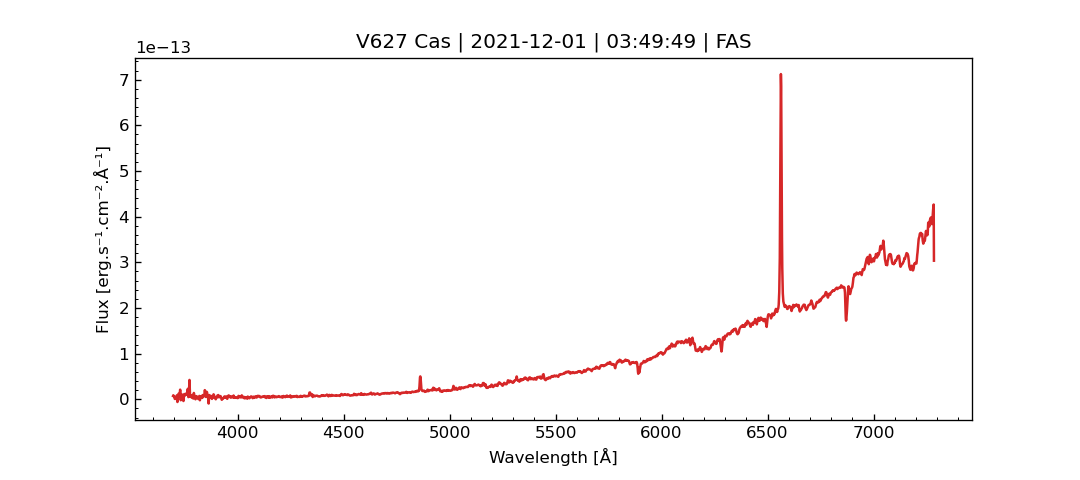 V627 Cas | 2021-12-01 | 03:49:49 | FAS
1e−13
7
6
5
4
3
2
1
0
Flux [erg.s⁻¹.cm⁻².Å⁻¹]
4000 4500 5000 5500 6000 6500 7000
Wavelength [Å]